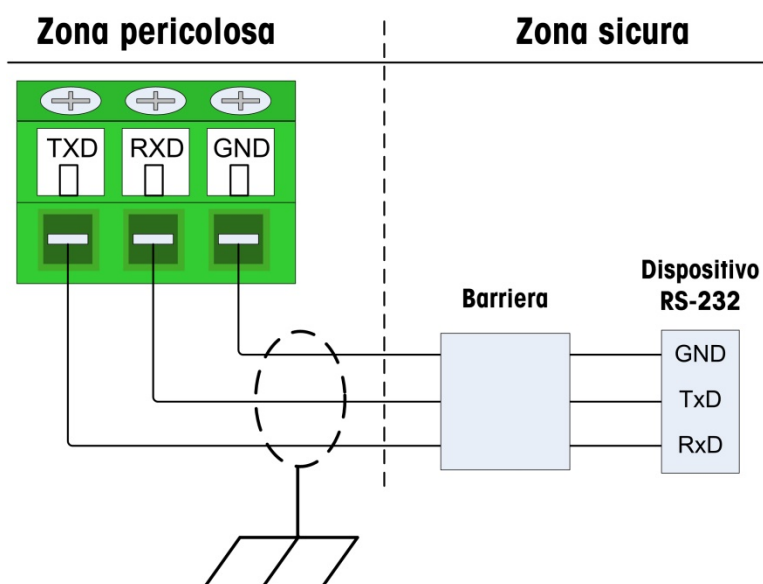 Zona pericolosa
Zona sicura
TXD
RXD
GND
Barriera
Dispositivo
RS-232
GND
TxD
RxD